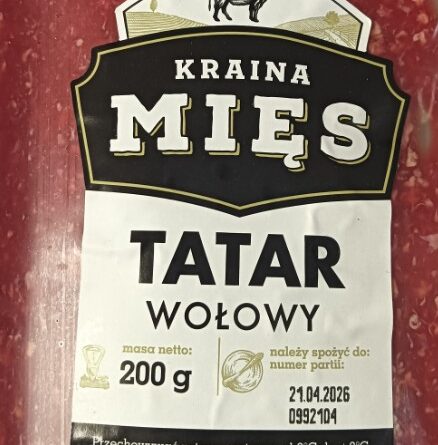 KRAINA
MIĘS
TATAR
WOŁOWY
masa netto:
200 g
należy spożyć do:
numer partii:
21.04.2026
0992104